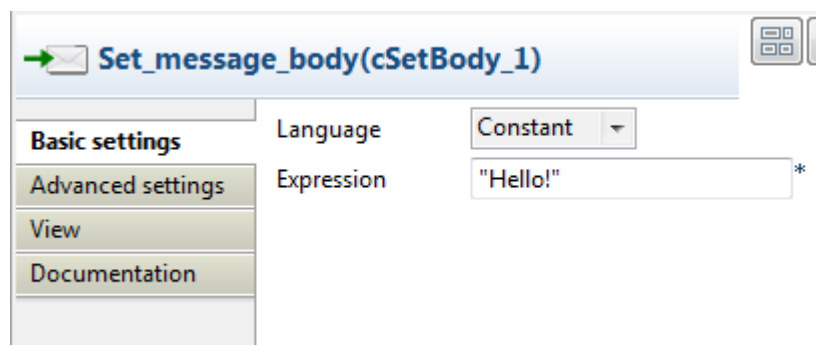 Set_message_body(cSetBody_1)
Basic settings
Advanced settings
View
Documentation
Language Constant
Expression "Hello!" *